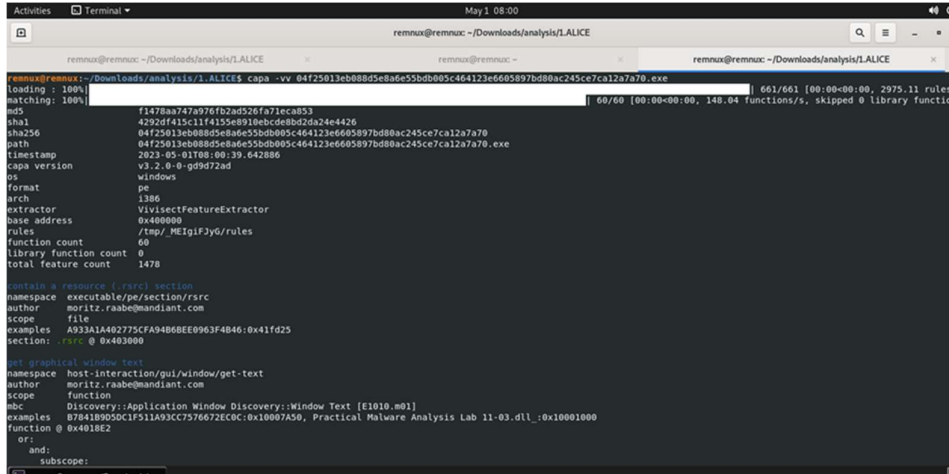 Activities Terminal May 1 08:00
remnux@remnux: ~/Downloads/analysis/1.ALICE
remnux@remnux: ~/Downloads/analysis/1.ALICE × remnux@remnux: ~ × remnux@remnux: ~/Downloads/analysis/1.ALICE ×
remnux@remnux:~/Downloads/analysis/1.ALICE$ capa -vv 04f25013eb088d5e8a6e55bdb005c464123e6605897bd80ac245ce7ca12a7a70.exe
loading : 100%| | 661/661 [00:00<00:00, 2975.11 rules
matching: 100%| | 60/60 [00:00<00:00, 148.04 functions/s, skipped 0 library functio
md5 f1478aa747a976fb2ad526fa71eca853
sha1 4292df415c11f4155e8910ebcde8bd2da24e4426
sha256 04f25013eb088d5e8a6e55bdb005c464123e6605897bd80ac245ce7ca12a7a70
path 04f25013eb088d5e8a6e55bdb005c464123e6605897bd80ac245ce7ca12a7a70.exe
timestamp 2023-05-01T08:00:39.642886
capa version v3.2.0-0-gd9d72ad
os windows
format pe
arch i386
extractor VivisectFeatureExtractor
base address 0x400000
rules /tmp/_MEIgiFJyG/rules
function count 60
library function count 0
total feature count 1478
contain a resource (.rsrc) section
namespace executable/pe/section/rsrc
author moritz.raabe@mandiant.com
scope file
examples A933A1A402775CFA94B6BEE0963F4B46:0x41fd25
section: .rsrc @ 0x403000
get graphical window text
namespace host-interaction/gui/window/get-text
author moritz.raabe@mandiant.com
scope function
mbc Discovery::Application Window Discovery::Window Text [E1010.m01]
examples B7841B9D5DC1F511A93CC7576672EC0C:0x10007A50, Practical Malware Analysis Lab 11-03.dll_:0x10001000
function @ 0x4018E2
or:
and:
subscope: